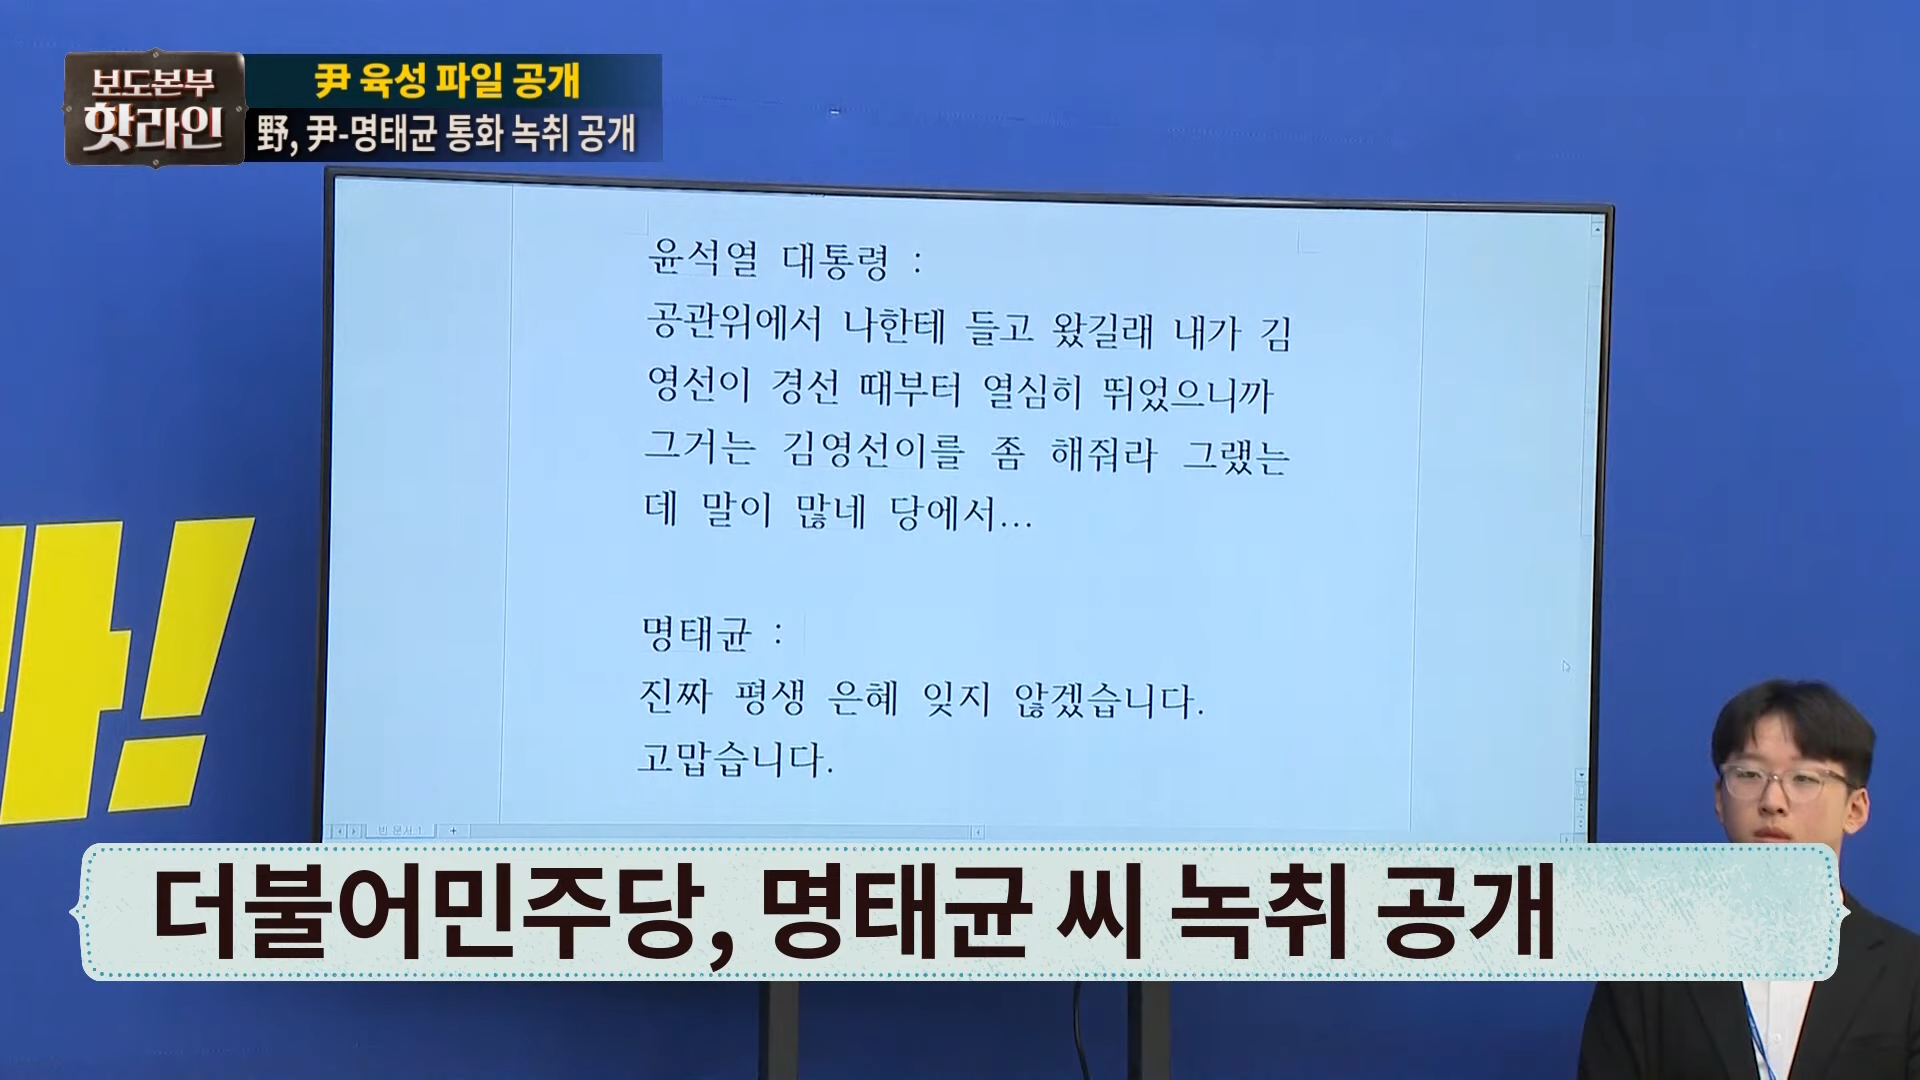 보도본부
핫라인
尹 육성 파일 공개
野, 尹-명태균 통화 녹취 공개
윤석열 대통령 :
공관위에서 나한테 들고 왔길래 내가 김
영선이 경선 때부터 열심히 뛰었으니까
그거는 김영선이를 좀 해줘라 그랬는
데 말이 많네 당에서...
명태균 :
진짜 평생 은혜 잊지 않겠습니다.
고맙습니다.
빈 문서 1
더불어민주당, 명태균 씨 녹취 공개